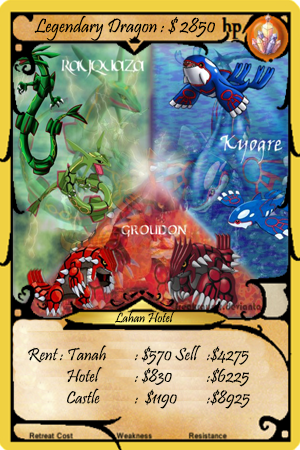 Legendary Dragon : $ 2850 hp
RAYQUAZA
Kyogre
GROUDON
Lahan Hotel
Rent : Tanah : $570 Sell :$4275
Hotel : $830 :$6225
Castle : $1190 :$8925
Retreat Cost Weakness Resistance